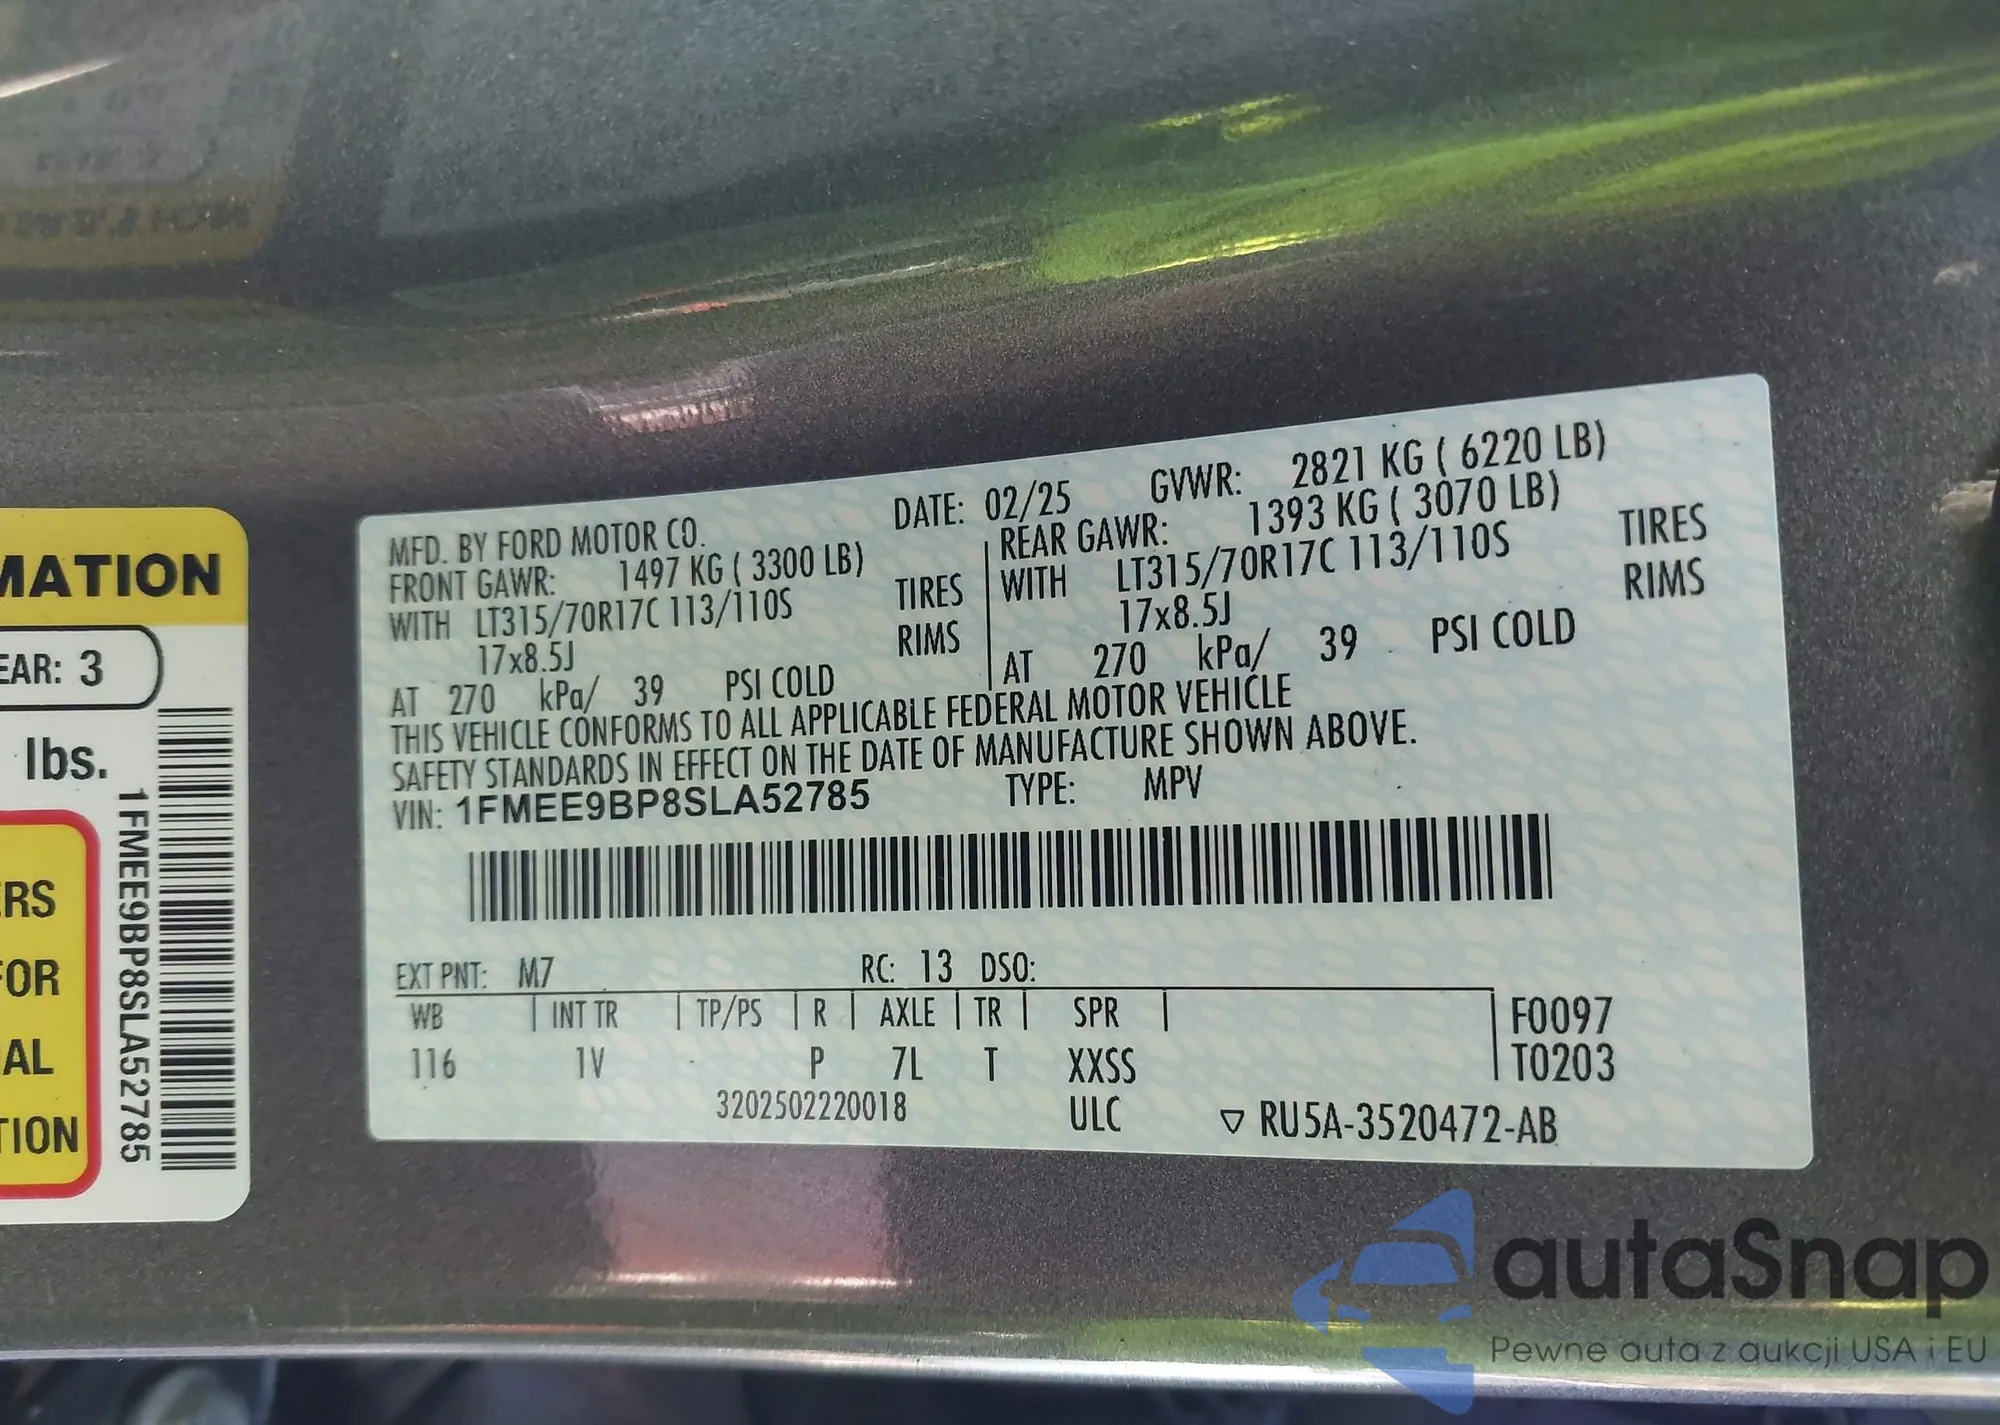 MATION
EAR: 3
lbs.
ERS
FOR
AL
TION
1FMEE9BP8SLA52785
MFD. BY FORD MOTOR CO. DATE: 02/25 GVWR: 2821 KG ( 6220 LB)
FRONT GAWR: 1497 KG ( 3300 LB) REAR GAWR: 1393 KG ( 3070 LB)
WITH LT315/70R17C 113/110S TIRES WITH LT315/70R17C 113/110S TIRES
17x8.5J RIMS 17x8.5J RIMS
AT 270 kPa/ 39 PSI COLD AT 270 kPa/ 39 PSI COLD
THIS VEHICLE CONFORMS TO ALL APPLICABLE FEDERAL MOTOR VEHICLE
SAFETY STANDARDS IN EFFECT ON THE DATE OF MANUFACTURE SHOWN ABOVE.
VIN: 1FMEE9BP8SLA52785 TYPE: MPV
EXT PNT: M7 RC: 13 DSO:
WB INT TR TP/PS R AXLE TR SPR F0097
116 1V P 7L T XXSS T0203
3202502220018 ULC ▽ RU5A-3520472-AB
autaSnap
Pewne auta z aukcji USA i EU